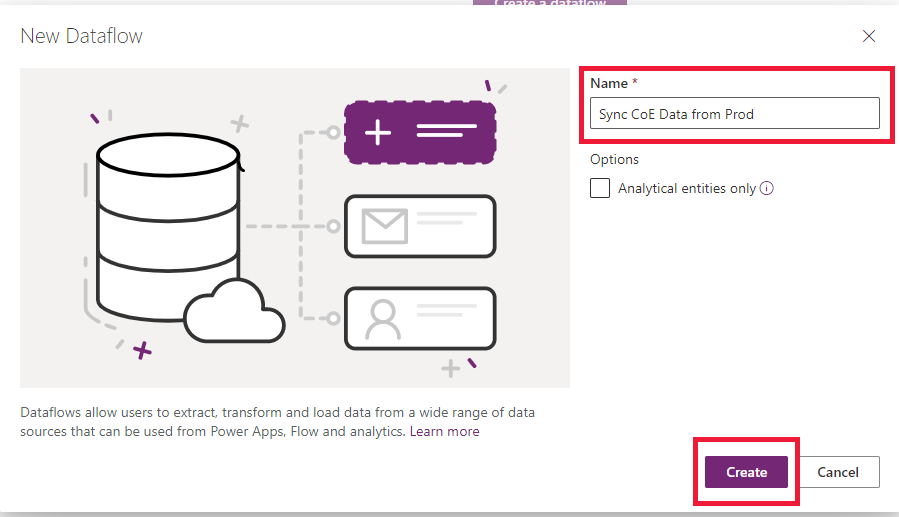 Create a dataflow
New Dataflow
Name *
Sync CoE Data from Prod
Options
Analytical entities only
Dataflows allow users to extract, transform and load data from a wide range of data
sources that can be used from Power Apps, Flow and analytics. Learn more
Create
Cancel